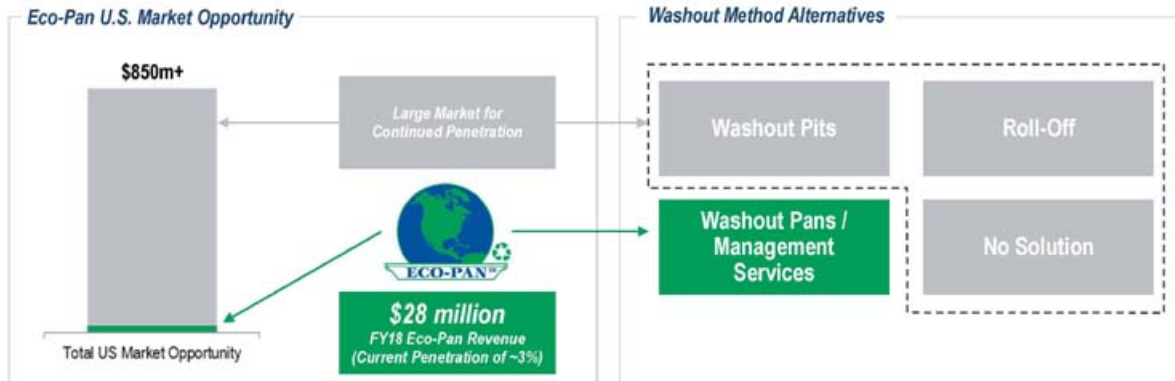 Eco-Pan U.S. Market Opportunity
$850m+
Large Market for
Continued Penetration
ECO-PAN
$28 million
FY18 Eco-Pan Revenue
(Current Penetration of ~3%)
Total US Market Opportunity
Washout Method Alternatives
Washout Pits
Roll-Off
Washout Pans /
Management
Services
No Solution